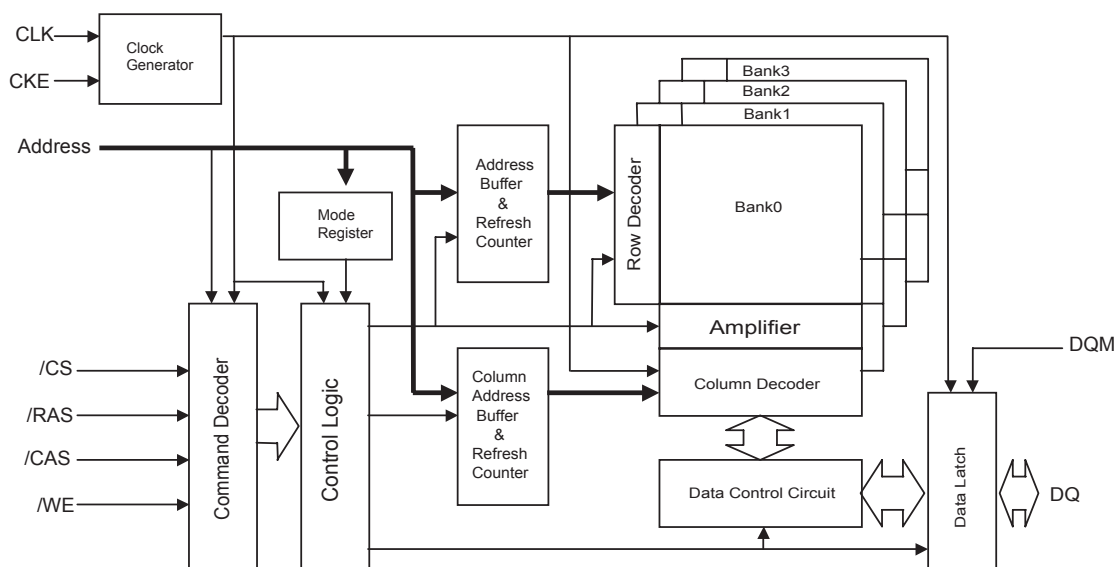 CLK
CKE
Clock
Generator
Address
Mode
Register
Address
Buffer
&
Refresh
Counter
Bank3
Bank2
Bank1
Bank0
Row Decoder
Amplifier
Column Decoder
/CS
/RAS
/CAS
/WE
Command Decoder
Control Logic
Column
Address
Buffer
&
Refresh
Counter
Data Control Circuit
Data Latch
DQM
DQ